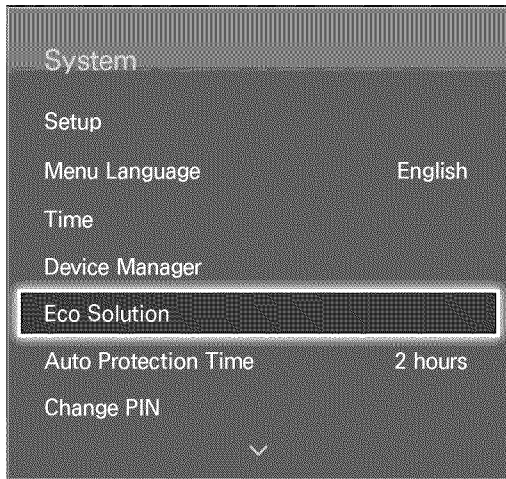 System
Setup
Menu Language English
Time
Device Manager
Eco Solution
Auto Protection Time 2 hours
Change PIN